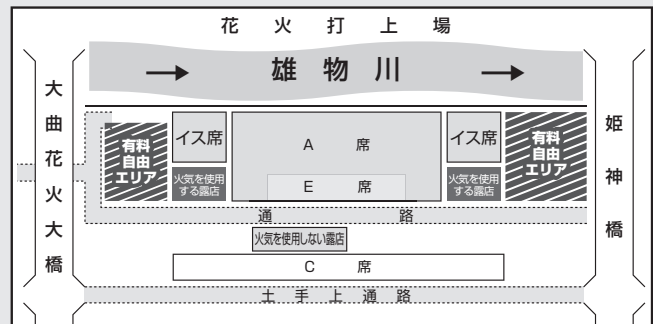 花火打上場
雄物川
大曲花火大橋
姫神橋
有料
自由
エリア
イス席
火気を使用
する露店
A席
E席
イス席
火気を使用
する露店
有料
自由
エリア
通路
火気を使用しない露店
C席
土手上通路